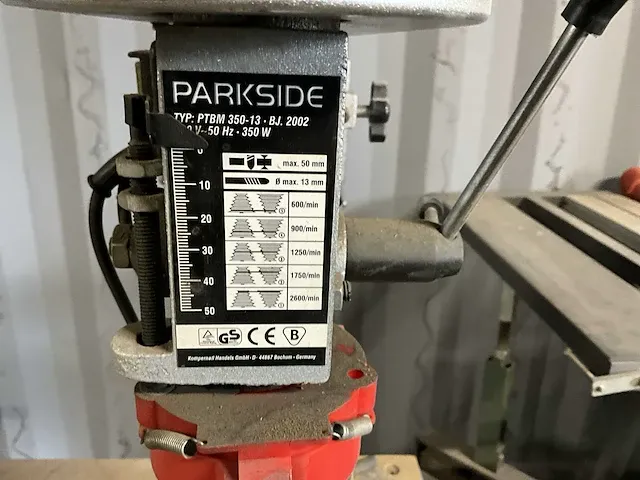 PARKSIDE
TYP: PTBM 350-13 · BJ. 2002
V~50 Hz · 350 W
max. 50 mm
Ø max. 13 mm
0
10
20
30
40
50
600/min
900/min
1250/min
1750/min
2600/min
GS CE B
Kompernaß Handels GmbH · D- 44867 Bochum - Germany